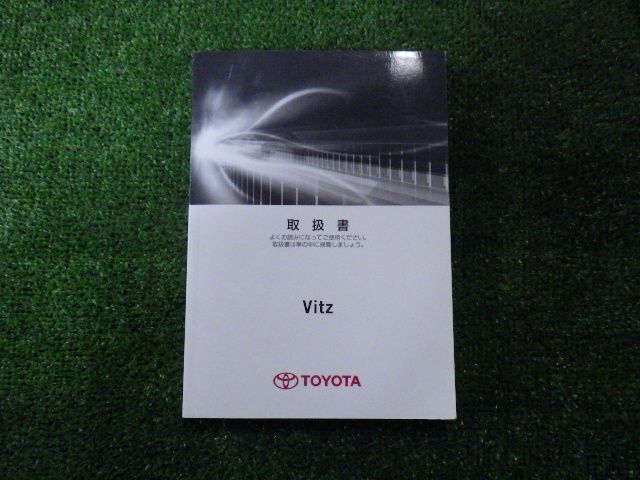 取扱書
よくお読みになってご使用ください。
取扱書は車の中に保管しましょう。
Vitz
TOYOTA